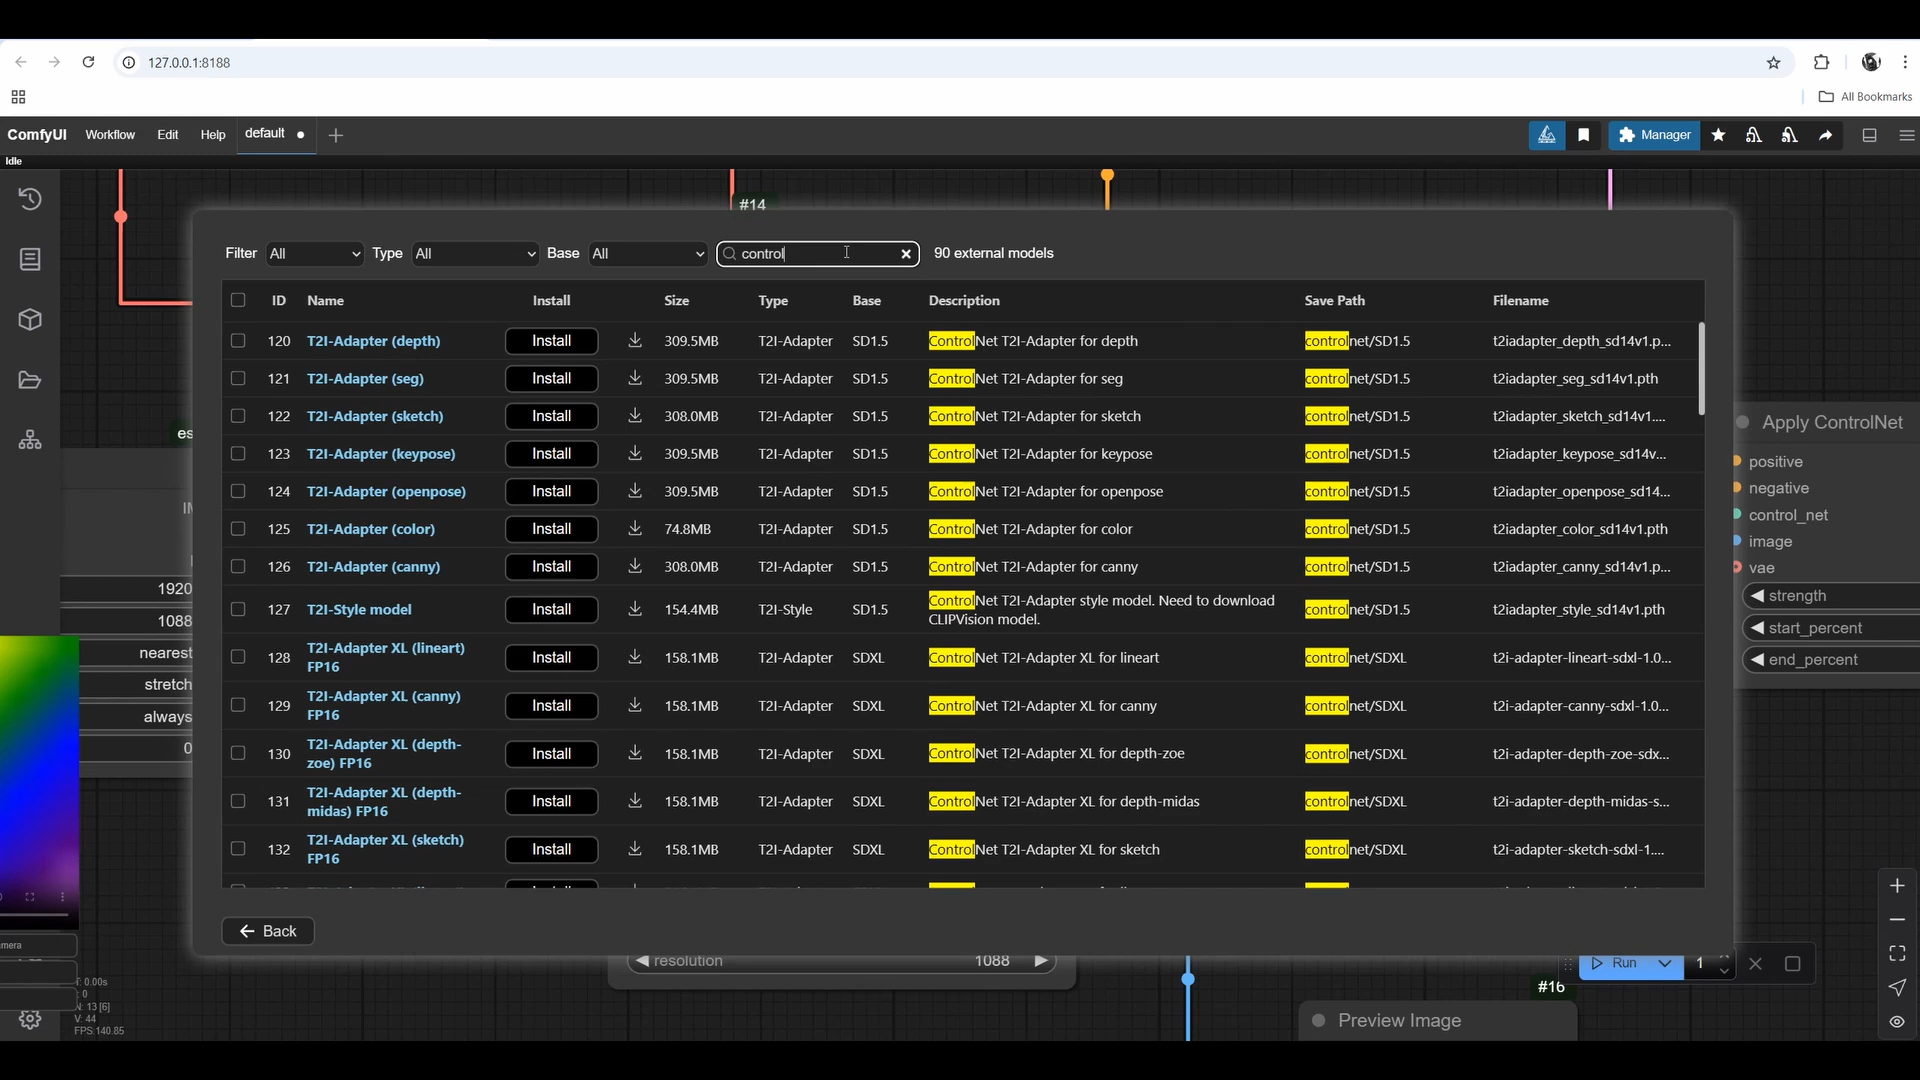 127.0.0.1:8188
All Bookmarks
ComfyUI Workflow Edit Help default
Manager
Idle
#14
Filter All Type All Base All control 90 external models
ID Name Install Size Type Base Description Save Path Filename
120 T2I-Adapter (depth) Install 309.5MB T2I-Adapter SD1.5 ControlNet T2I-Adapter for depth controlnet/SD1.5 t2iadapter_depth_sd14v1.p...
121 T2I-Adapter (seg) Install 309.5MB T2I-Adapter SD1.5 ControlNet T2I-Adapter for seg controlnet/SD1.5 t2iadapter_seg_sd14v1.pth
122 T2I-Adapter (sketch) Install 308.0MB T2I-Adapter SD1.5 ControlNet T2I-Adapter for sketch controlnet/SD1.5 t2iadapter_sketch_sd14v1....
123 T2I-Adapter (keypose) Install 309.5MB T2I-Adapter SD1.5 ControlNet T2I-Adapter for keypose controlnet/SD1.5 t2iadapter_keypose_sd14v...
124 T2I-Adapter (openpose) Install 309.5MB T2I-Adapter SD1.5 ControlNet T2I-Adapter for openpose controlnet/SD1.5 t2iadapter_openpose_sd14...
125 T2I-Adapter (color) Install 74.8MB T2I-Adapter SD1.5 ControlNet T2I-Adapter for color controlnet/SD1.5 t2iadapter_color_sd14v1.pth
126 T2I-Adapter (canny) Install 308.0MB T2I-Adapter SD1.5 ControlNet T2I-Adapter for canny controlnet/SD1.5 t2iadapter_canny_sd14v1.p...
127 T2I-Style model Install 154.4MB T2I-Style SD1.5 ControlNet T2I-Adapter style model. Need to download
CLIPVision model. controlnet/SD1.5 t2iadapter_style_sd14v1.pth
128 T2I-Adapter XL (lineart)
FP16 Install 158.1MB T2I-Adapter SDXL ControlNet T2I-Adapter XL for lineart controlnet/SDXL t2i-adapter-lineart-sdxl-1.0...
129 T2I-Adapter XL (canny)
FP16 Install 158.1MB T2I-Adapter SDXL ControlNet T2I-Adapter XL for canny controlnet/SDXL t2i-adapter-canny-sdxl-1.0...
130 T2I-Adapter XL (depth-
zoe) FP16 Install 158.1MB T2I-Adapter SDXL ControlNet T2I-Adapter XL for depth-zoe controlnet/SDXL t2i-adapter-depth-zoe-sdx...
131 T2I-Adapter XL (depth-
midas) FP16 Install 158.1MB T2I-Adapter SDXL ControlNet T2I-Adapter XL for depth-midas controlnet/SDXL t2i-adapter-depth-midas-s...
132 T2I-Adapter XL (sketch)
FP16 Install 158.1MB T2I-Adapter SDXL ControlNet T2I-Adapter XL for sketch controlnet/SDXL t2i-adapter-sketch-sdxl-1....
Back
es
1920
1088
nearest
stretch
always
0
Apply ControlNet
positive
negative
control_net
image
vae
strength
start_percent
end_percent
mera
resolution 1088
Run 1
#16
Preview Image
T: 0.00s
: 0
N: 13 [6]
V: 44
FPS:140.85